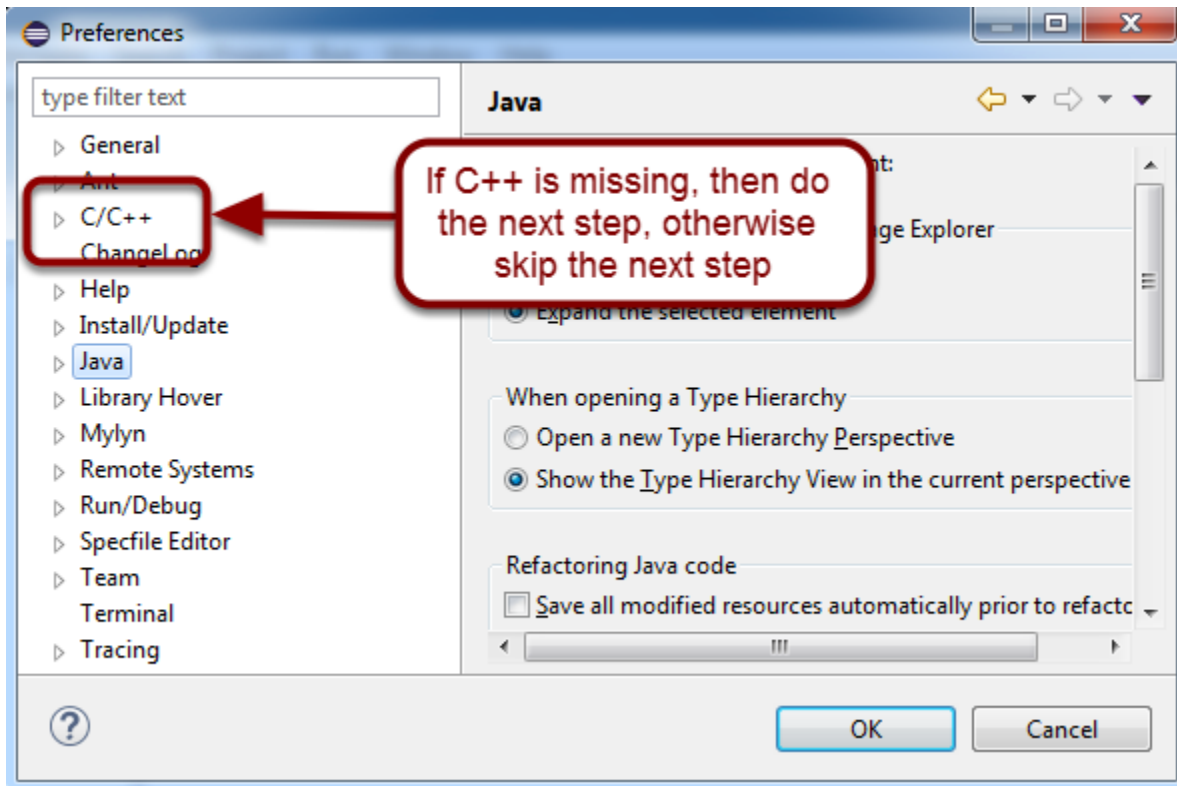 Preferences
type filter text
General
Ant
C/C++
ChangeLog
Help
Install/Update
Java
Library Hover
Mylyn
Remote Systems
Run/Debug
Specfile Editor
Team
Terminal
Tracing
Java
If C++ is missing, then do
the next step, otherwise
skip the next step
Explorer
Expand the selected element
When opening a Type Hierarchy
Open a new Type Hierarchy Perspective
Show the Type Hierarchy View in the current perspective
Refactoring Java code
Save all modified resources automatically prior to refacto
OK
Cancel